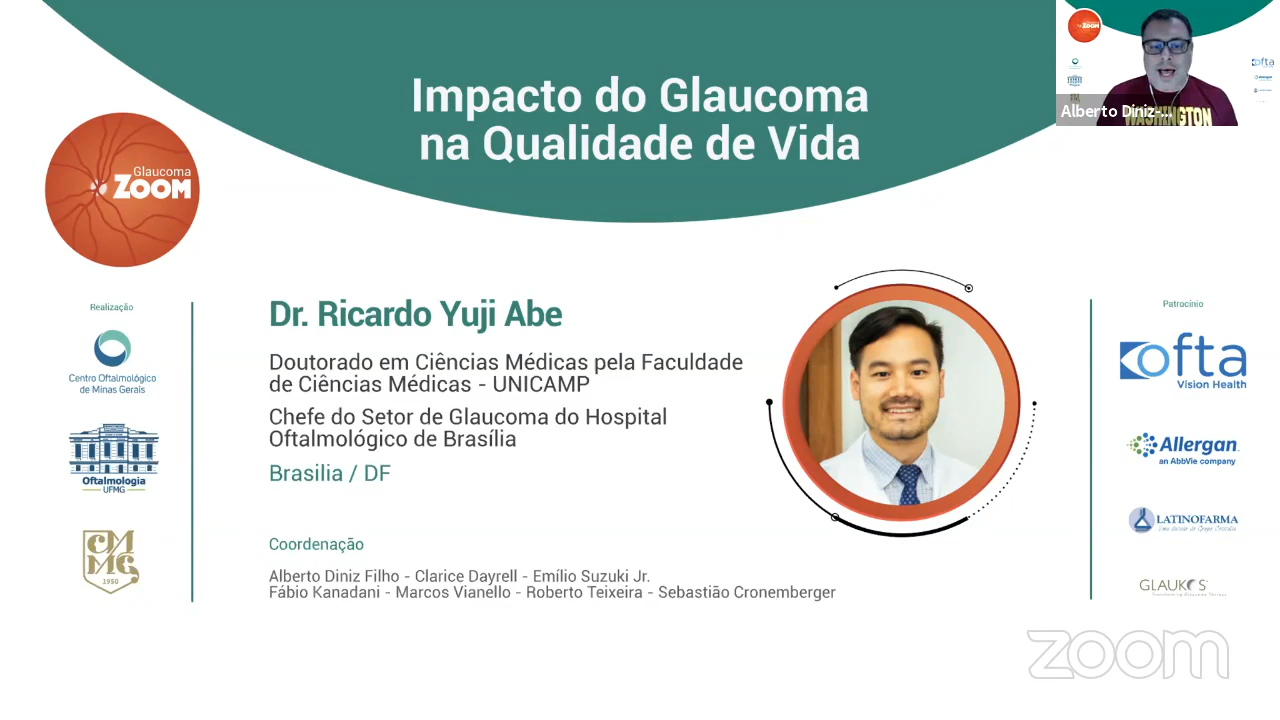 Impacto do Glaucoma
na Qualidade de Vida
Glaucoma
ZOOM
Alberto Diniz-...
WASHINGTON
ofta
Realização
Centro Oftalmológico
de Minas Gerais
Oftalmologia
UFMG
CMMG
1950
Dr. Ricardo Yuji Abe
Doutorado em Ciências Médicas pela Faculdade
de Ciências Médicas - UNICAMP
Chefe do Setor de Glaucoma do Hospital
Oftalmológico de Brasília
Brasilia / DF
Coordenação
Alberto Diniz Filho - Clarice Dayrell - Emílio Suzuki Jr.
Fábio Kanadani - Marcos Vianello - Roberto Teixeira - Sebastião Cronemberger
Patrocínio
ofta
Vision Health
Allergan
an AbbVie company
LATINOFARMA
GLAUKOS
zoom